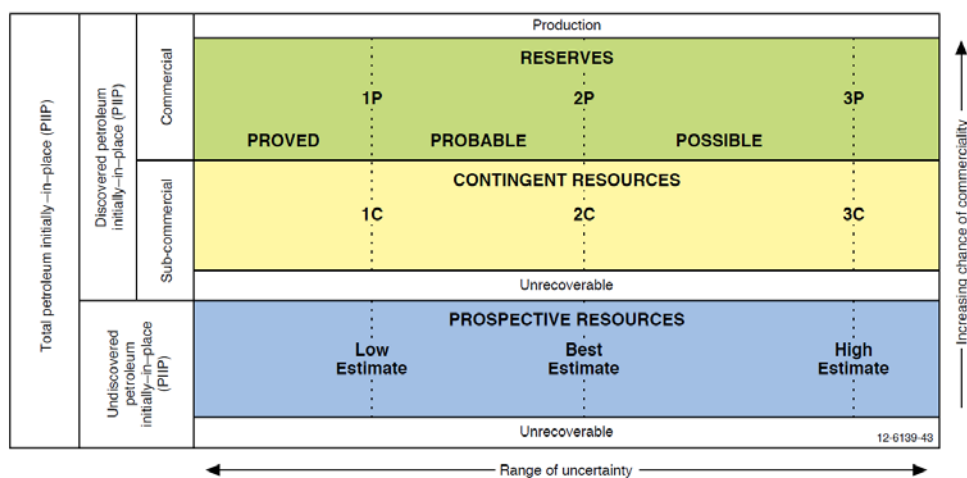 Production
RESERVES
1P 2P 3P
PROVED PROBABLE POSSIBLE
CONTINGENT RESOURCES
1C 2C 3C
Unrecoverable
PROSPECTIVE RESOURCES
Low
Estimate
Best
Estimate
High
Estimate
Unrecoverable
12-6139-43
Total petroleum initially–in–place (PIIP)
Discovered petroleum
initially–in–place (PIIP)
Commercial
Sub-commercial
Undiscovered
petroleum
initially–in–place
(PIIP)
Increasing chance of commerciality
Range of uncertainty